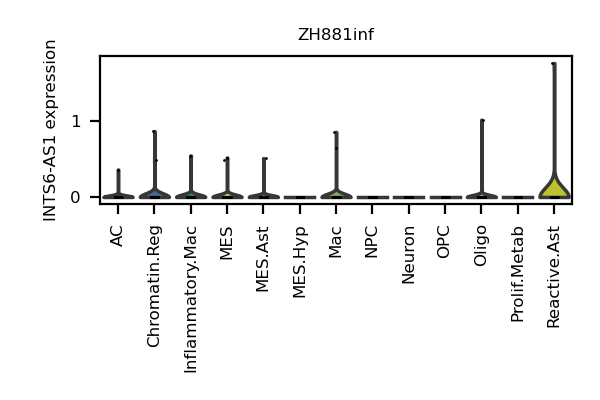 ZH881inf
INTS6-AS1 expression
1
0
AC
Chromatin.Reg
Inflammatory.Mac
MES
MES.Ast
MES.Hyp
Mac
NPC
Neuron
OPC
Oligo
Prolif.Metab
Reactive.Ast